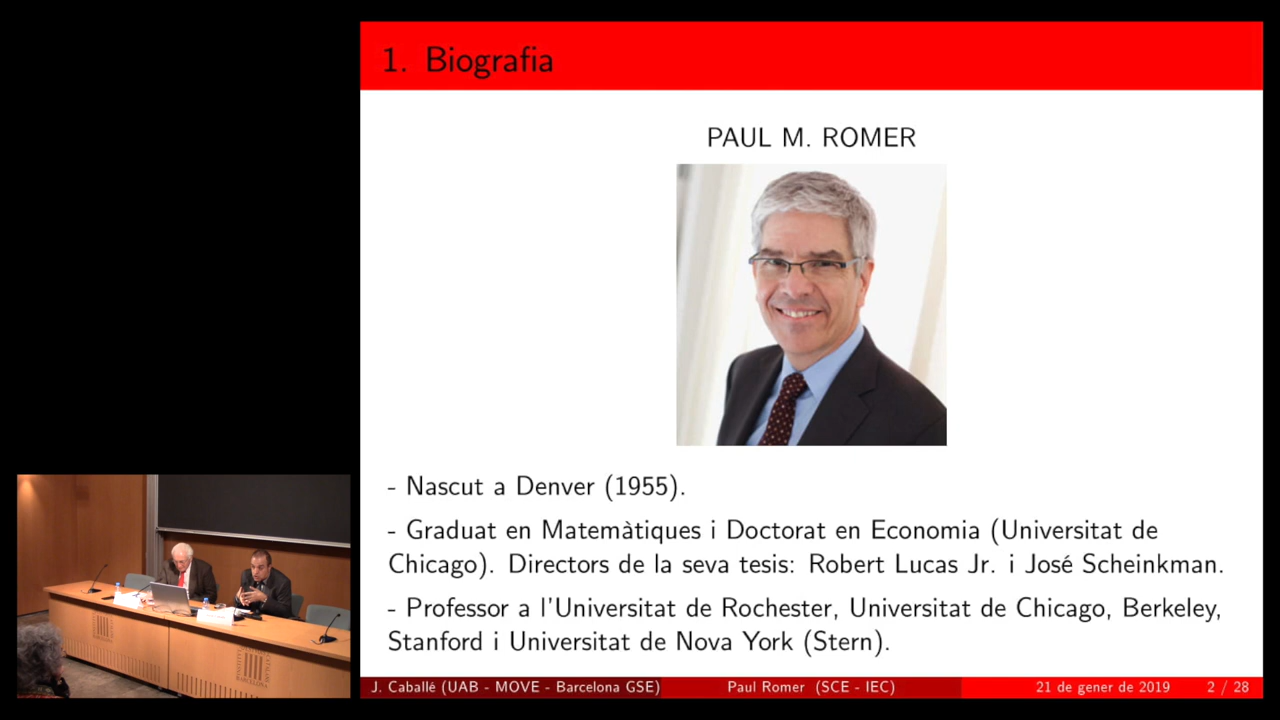 1. Biografia
PAUL M. ROMER
- Nascut a Denver (1955).
- Graduat en Matemàtiques i Doctorat en Economia (Universitat de
Chicago). Directors de la seva tesis: Robert Lucas Jr. i José Scheinkman.
- Professor a l'Universitat de Rochester, Universitat de Chicago, Berkeley,
Stanford i Universitat de Nova York (Stern).
J. Caballé (UAB - MOVE - Barcelona GSE) Paul Romer (SCE - IEC) 21 de gener de 2019 2 / 28